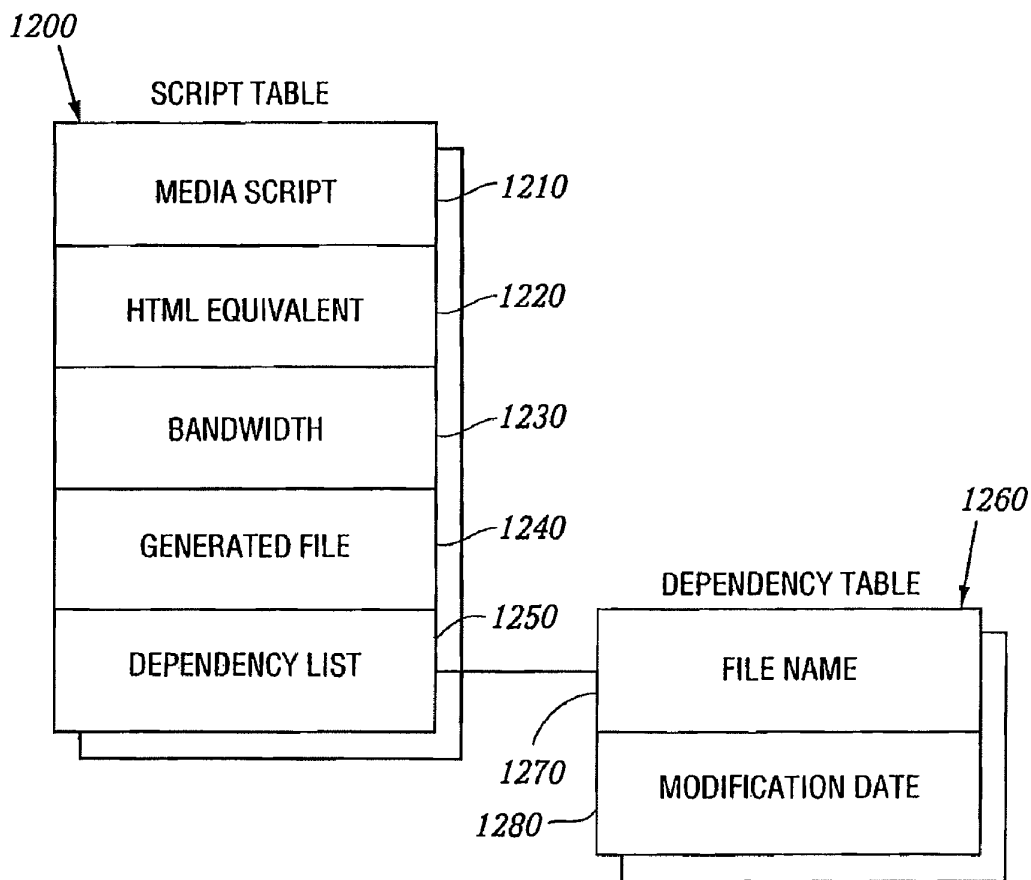 1200
SCRIPT TABLE
MEDIA SCRIPT
1210
HTML EQUIVALENT
1220
BANDWIDTH
1230
GENERATED FILE
1240
DEPENDENCY LIST
1250
1260
DEPENDENCY TABLE
FILE NAME
1270
MODIFICATION DATE
1280